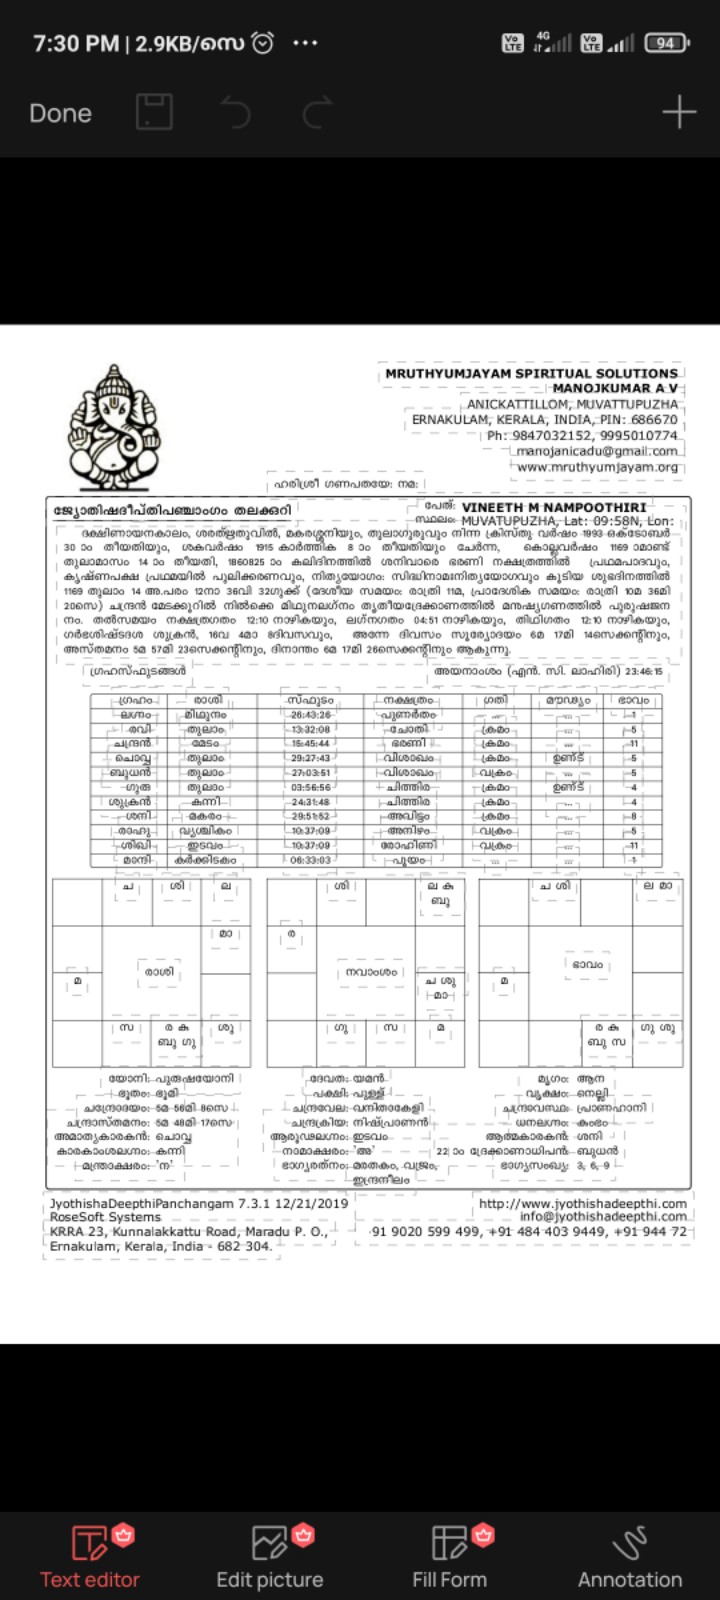 7:30 PM | 2.9KB/സെ ...
Vo LTE 4G Vo LTE 94
Done
MRUTHYUMJAYAM SPIRITUAL SOLUTIONS
MANOJKUMAR A V
ANICKATTILLOM, MUVATTUPUZHA
ERNAKULAM, KERALA, INDIA, PIN: 686670
Ph: 9847032152, 9995010774
manojanicadu@gmail.com
www.mruthyumjayam.org
ഹരിശ്രീ ഗണപതയേ: നമ:
ജ്യോതിഷദീപ്തിപഞ്ചാംഗം തലക്കുറി
പേര്: VINEETH M NAMPOOTHIRI
സ്ഥലം: MUVATUPUZHA, Lat: 09:58N, Lon:
ദക്ഷിണായനകാലം, ശരത്ഋതുവിൽ, മകരശ്ശനിയും, തുലാഗുരുവും നിന്ന ക്രിസ്തു വർഷം 1993 ഒക്ടോബർ
30 ാം തീയതിയും, ശകവർഷം 1915 കാർത്തിക 8 ാം തീയതിയും ചേർന്ന, കൊല്ലവർഷം 1169 ാമാണ്ട്
തുലാമാസം 14 ാം തീയതി, 1860825 ാം കലിദിനത്തിൽ ശനിവാരെ ഭരണി നക്ഷത്രത്തിൽ പ്രഥമപാദവും,
കൃഷ്ണപക്ഷ പ്രഥമയിൽ പുലിക്കരണവും, നിത്യയോഗം: സിദ്ധിനാമനിത്യയോഗവും കൂടിയ ശുഭദിനത്തിൽ
1169 തുലാം 14 അ.പരം 12നാ 36വി 32ഗുക്ക് (ദേശീയ സമയം: രാത്രി 11മ, പ്രാദേശിക സമയം: രാത്രി 10മ 36മി
20സെ) ചന്ദ്രൻ മേടക്കൂറിൽ നിൽക്കെ മിഥുനലഗ്നം തൃതീയദ്രേക്കാണത്തിൽ മനുഷ്യഗണത്തിൽ പുരുഷജന
നം. തൽസമയം നക്ഷത്രഗതം 12:10 നാഴികയും, ലഗ്നഗതം 04:51 നാഴികയും, തിഥിഗതം 12:10 നാഴികയും,
ഗർഭശിഷ്ടദശ ശുക്രൻ, 16വ 4മാ 8ദിവസവും, അന്നേ ദിവസം സൂര്യോദയം 6മ 17മി 14സെക്കന്റിനും,
അസ്തമനം 5മ 57മി 23സെക്കന്റിനും, ദിനാന്തം 6മ 17മി 26സെക്കന്റിനും ആകുന്നു.
ഗ്രഹസ്ഫുടങ്ങൾ അയനാംശം (എൻ. സി. ലാഹിരി) 23:46:15
ഗ്രഹം രാശി സ്ഫുടം നക്ഷത്രം ഗതി മൗഢ്യം ഭാവം
ലഗ്നം മിഥുനം 26:43:26 പുണർതം ... 1
രവി തുലാം 13:32:08 ചോതി ക്രമം ... 5
ചന്ദ്രൻ മേടം 15:45:44 ഭരണി ക്രമം ... 11
ചൊവ്വ തുലാം 29:27:43 വിശാഖം ക്രമം ഉണ്ട് 5
ബുധൻ തുലാം 27:03:51 വിശാഖം വക്രം ... 5
ഗുരു തുലാം 03:56:56 ചിത്തിര ക്രമം ഉണ്ട് 4
ശുക്രൻ കന്നി 24:31:48 ചിത്തിര ക്രമം ... 4
ശനി മകരം 29:51:52 അവിട്ടം ക്രമം ... 8
രാഹു വൃശ്ചികം 10:37:09 അനിഴം വക്രം ... 5
ശിഖി ഇടവം 10:37:09 രോഹിണി വക്രം ... 11
മാന്ദി കർക്കിടകം 06:33:03 പൂയം ... ... 1
ച ശി ല
മാ
മ രാശി
സ ര കു ശു
ബു ഗു
ശി ല കു
ബു
ര
നവാംശം
ച ശു
മാ
ഗു സ മ
ച ശി ല മാ
ഭാവം
മ
ര കു ഗു ശു
ബു സ
യോനി: പുരുഷയോനി ദേവത: യമൻ മൃഗം: ആന
ഭൂതം: ഭൂമി പക്ഷി: പുള്ള് വൃക്ഷം: നെല്ലി
ചന്ദ്രോദയം: 5മ 56മി 8സെ ചന്ദ്രവേല: വനിതാകേളി ചന്ദ്രാവസ്ഥ: പ്രാണഹാനി
ചന്ദ്രാസ്തമനം: 5മ 48മി 17സെ ചന്ദ്രക്രിയ: നിഷ്പ്രാണൻ ധനലഗ്നം: കുംഭം
അമാത്യകാരകൻ: ചൊവ്വ ആരൂഢലഗ്നം: ഇടവം ആത്മകാരകൻ: ശനി
കാരകാംശലഗ്നം: കന്നി നാമാക്ഷരം: 'അ' 22 ാം ദ്രേക്കാണാധിപൻ: ബുധൻ
മന്ത്രാക്ഷരം: 'ന' ഭാഗ്യരത്നം: മരതകം, വജ്രം, ഭാഗ്യസംഖ്യ: 3, 6, 9
ഇന്ദ്രനീലം
JyothishaDeepthiPanchangam 7.3.1 12/21/2019 http://www.jyothishadeepthi.com
RoseSoft Systems info@jyothishadeepthi.com
KRRA 23, Kunnalakkattu Road, Maradu P. O., 91 9020 599 499, +91 484 403 9449, +91 944 72
Ernakulam, Kerala, India - 682 304.
Text editor Edit picture Fill Form Annotation